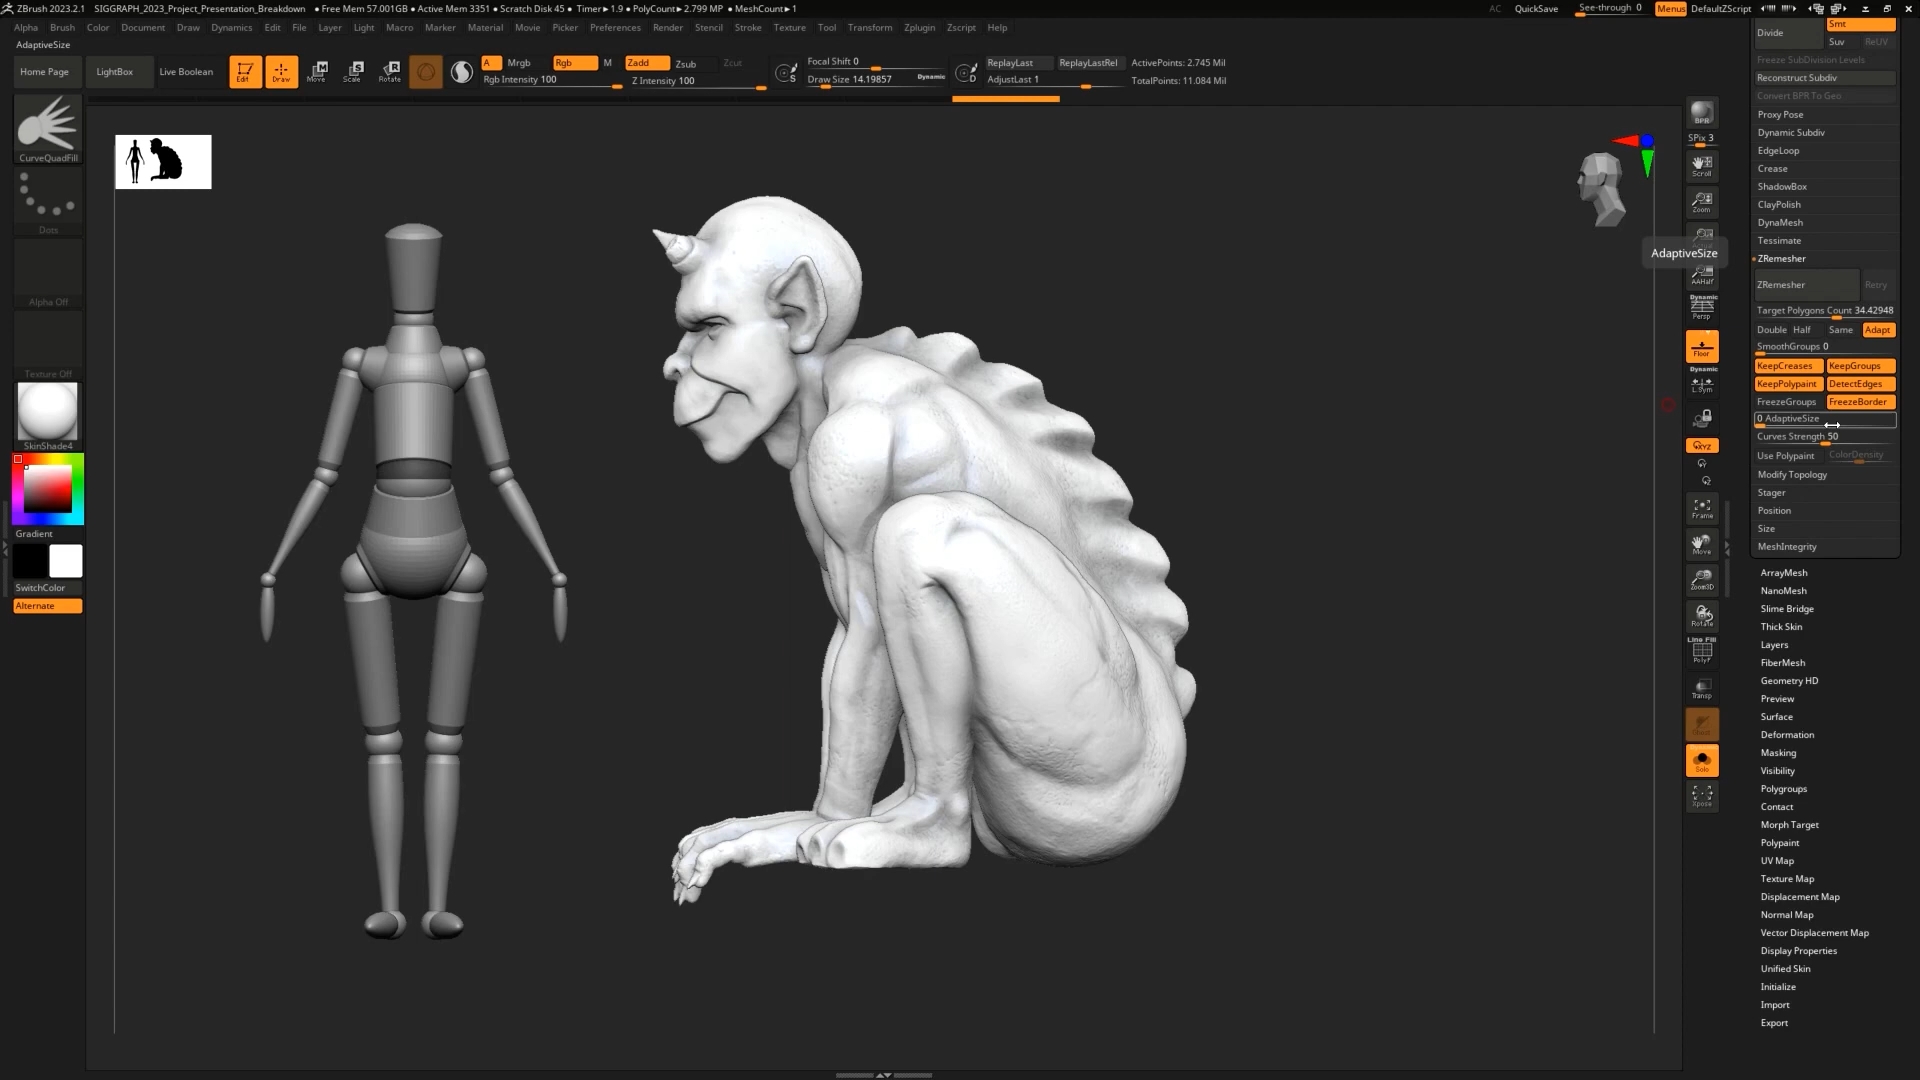 ZBrush 2023.2.1 SIGGRAPH_2023_Project_Presentation_Breakdown • Free Mem 57.001GB • Active Mem 3351 • Scratch Disk 45 • Timer►1.9 • PolyCount►2.799 MP • MeshCount►1 AC QuickSave See-through 0 Menus DefaultZScript
Alpha Brush Color Document Draw Dynamics Edit File Layer Light Macro Marker Material Movie Picker Preferences Render Stencil Stroke Texture Tool Transform Zplugin Zscript Help
AdaptiveSize
Home Page LightBox Live Boolean Edit Draw Move Scale Rotate
A Mrgb Rgb M Zadd Zsub Zcut
Rgb Intensity 100 Z Intensity 100
Focal Shift 0
Draw Size 14.19857 Dynamic
ReplayLast ReplayLastRel ActivePoints: 2.745 Mil
AdjustLast 1 TotalPoints: 11.084 Mil
CurveQuadFill
Dots
Alpha Off
Texture Off
SkinShade4
Gradient
SwitchColor
Alternate
BPR
SPix 3
Scroll
Zoom
AdaptiveSize
AAHalf
Dynamic
Persp
Floor
Dynamic
L.Sym
XYZ
Frame
Move
Zoom3D
Rotate
Line Fill
PolyF
Transp
Solo
Xpose
Divide Smt
Suv ReUV
Freeze SubDivision Levels
Reconstruct Subdiv
Convert BPR To Geo
Proxy Pose
Dynamic Subdiv
EdgeLoop
Crease
ShadowBox
ClayPolish
DynaMesh
Tessimate
ZRemesher
ZRemesher Retry
Target Polygons Count 34.42948
Double Half Same Adapt
SmoothGroups 0
KeepCreases KeepGroups
KeepPolypaint DetectEdges
FreezeGroups FreezeBorder
0 AdaptiveSize
Curves Strength 50
Use Polypaint ColorDensity
Modify Topology
Stager
Position
Size
MeshIntegrity
ArrayMesh
NanoMesh
Slime Bridge
Thick Skin
Layers
FiberMesh
Geometry HD
Preview
Surface
Deformation
Masking
Visibility
Polygroups
Contact
Morph Target
Polypaint
UV Map
Texture Map
Displacement Map
Normal Map
Vector Displacement Map
Display Properties
Unified Skin
Initialize
Import
Export